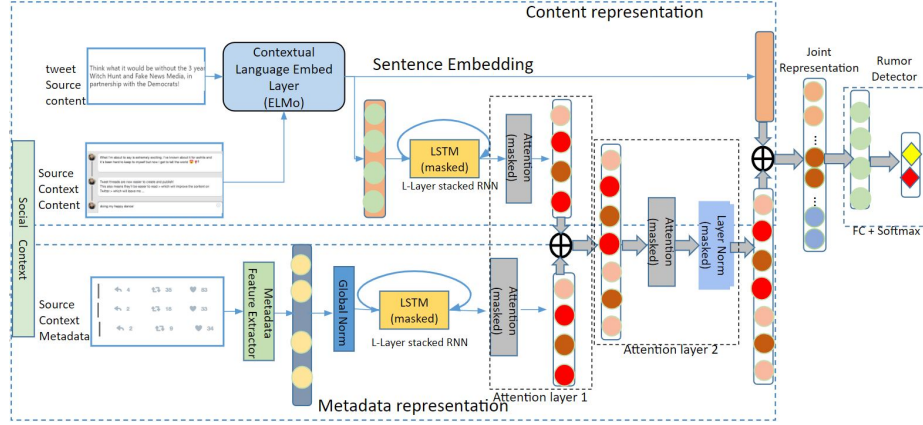 Content representation
tweet
Source
content
Think what it would be without the 3 year
Witch Hunt and Fake News Media, in
partnership with the Democrats!
Contextual
Language Embed
Layer
(ELMo)
Sentence Embedding
Joint
Representation
Rumor
Detector
Source
Context
Content
LSTM
(masked)
L-Layer stacked RNN
Attention
(masked)
Social Context
Attention
(masked)
Layer Norm
(masked)
FC + Softmax
Source
Context
Metadata
Metadata
Feature Extractor
Global Norm
LSTM
(masked)
L-Layer stacked RNN
Attention
(masked)
Attention layer 2
Attention layer 1
Metadata representation